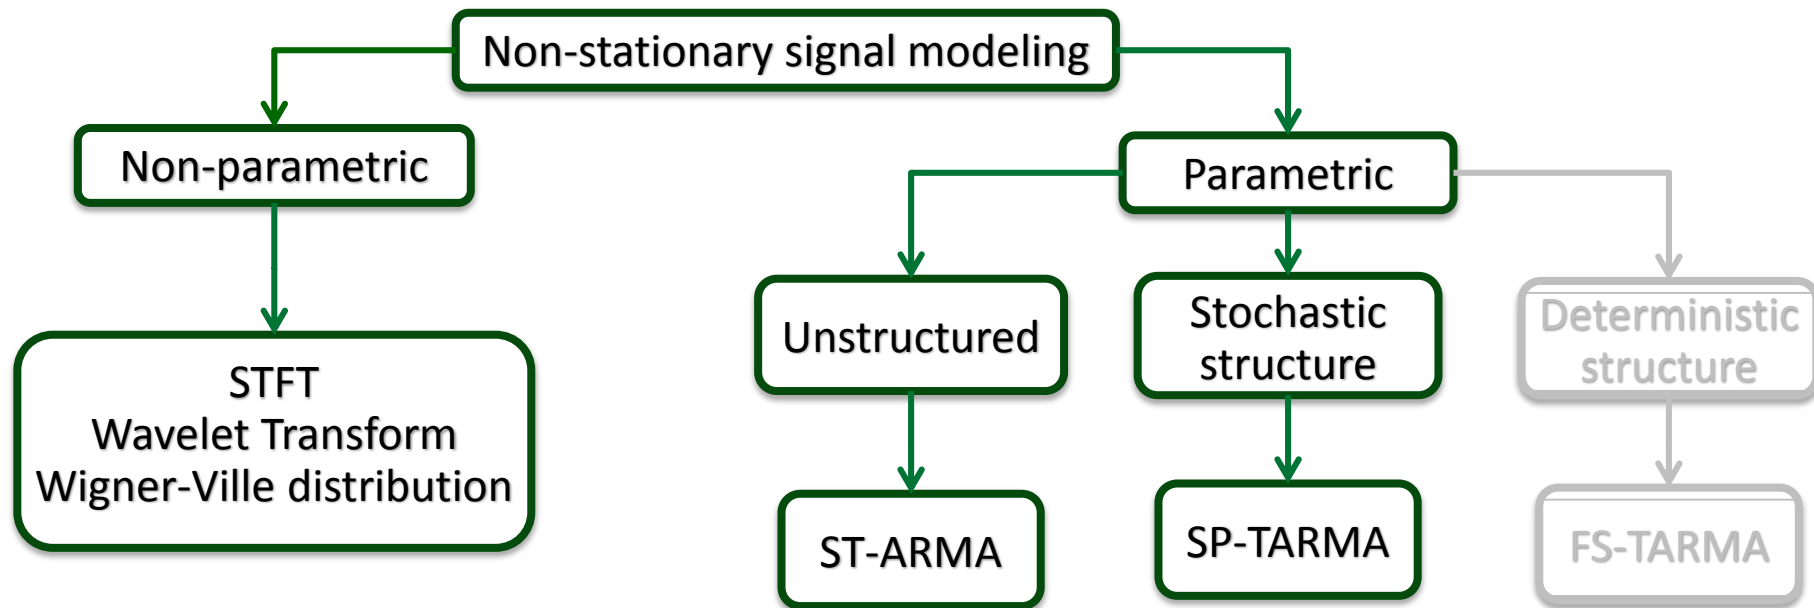 Non-stationary signal modeling
Non-parametric
Parametric
Unstructured
Stochastic
structure
Deterministic
structure
STFT
Wavelet Transform
Wigner-Ville distribution
ST-ARMA
SP-TARMA
FS-TARMA